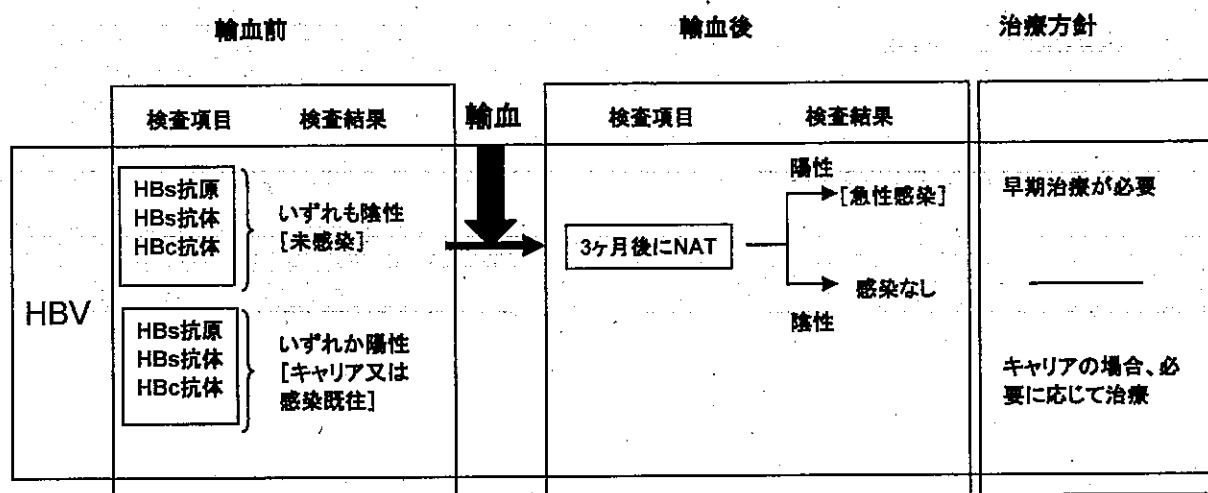 輸血前
輸血後
治療方針
検査項目
検査結果
輸血
検査項目
検査結果
HBV
HBs抗原
HBs抗体
HBc抗体
いずれも陰性
[未感染]
3ヶ月後にNAT
陽性
[急性感染]
感染なし
陰性
早期治療が必要
HBs抗原
HBs抗体
HBc抗体
いずれか陽性
[キャリア又は
感染既往]
キャリアの場合、必
要に応じて治療